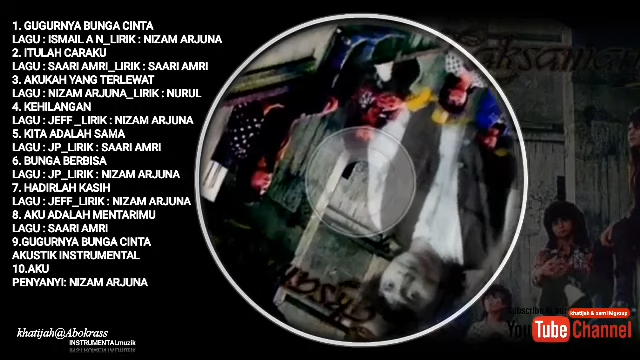 1. GUGURNYA BUNGA CINTA
LAGU : ISMAIL A N_LIRIK : NIZAM ARJUNA
2. ITULAH CARAKU
LAGU : SAARI AMRI_LIRIK : SAARI AMRI
3. AKUKAH YANG TERLEWAT
LAGU : NIZAM ARJUNA_LIRIK : NURUL
4. KEHILANGAN
LAGU : JEFF_LIRIK : NIZAM ARJUNA
5. KITA ADALAH SAMA
LAGU : JP_LIRIK : SAARI AMRI
6. BUNGA BERBISA
LAGU : JP_LIRIK : NIZAM ARJUNA
7. HADIRLAH KASIH
LAGU : JEFF_LIRIK : NIZAM ARJUNA
8. AKU ADALAH MENTARIMU
LAGU : SAARI AMRI
9.GUGURNYA BUNGA CINTA
AKUSTIK INSTRUMENTAL
10.AKU
PENYANYI: NIZAM ARJUNA
khatijah@Abokrass
INSTRUMENTALmuzik
YouTube Channel